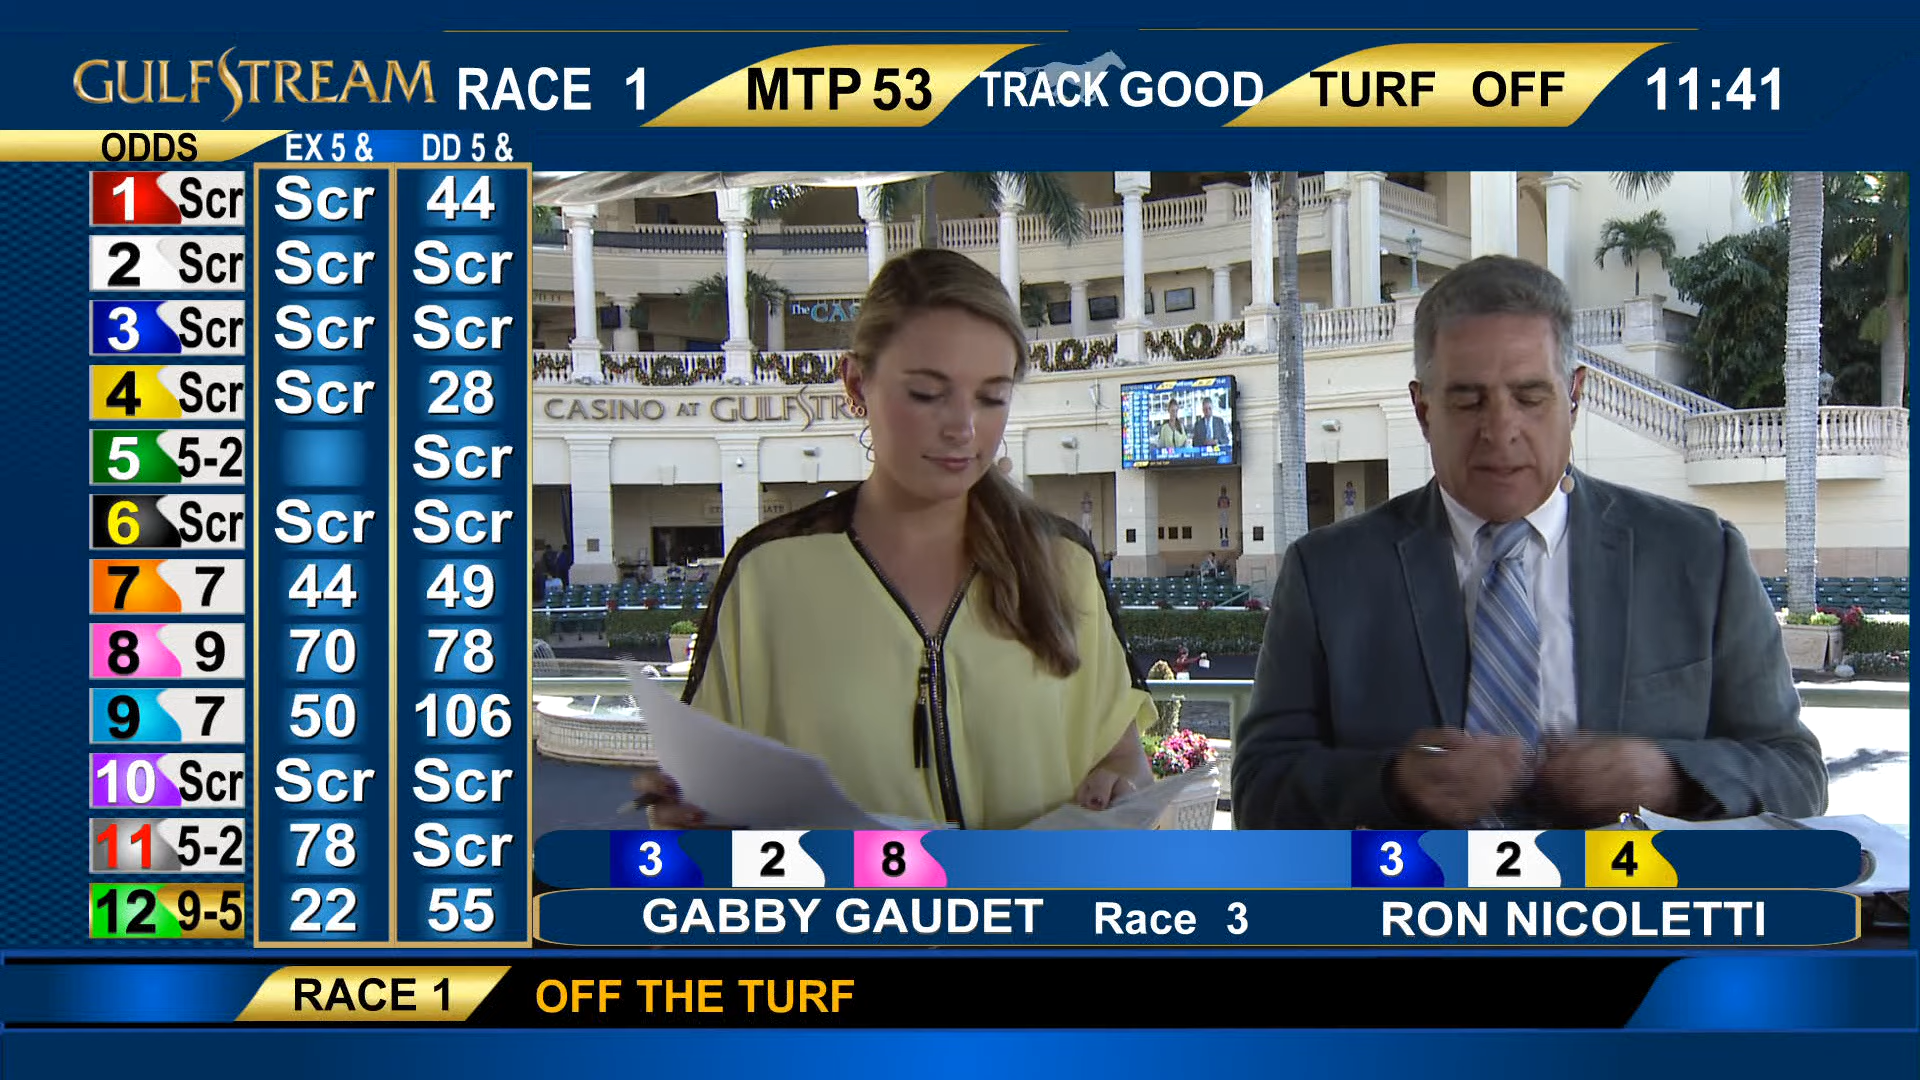 GULFSTREAM RACE 1 MTP 53 TRACK GOOD TURF OFF 11:41
ODDS EX 5 & DD 5 &
1 Scr Scr 44
2 Scr Scr Scr
3 Scr Scr Scr
4 Scr Scr 28
5 5-2 Scr
6 Scr Scr Scr
7 7 44 49
8 9 70 78
9 7 50 106
10 Scr Scr Scr
11 5-2 78 Scr
12 9-5 22 55
The CAS
CASINO AT GULFSTR
3 2 8 3 2 4
GABBY GAUDET Race 3 RON NICOLETTI
RACE 1 OFF THE TURF